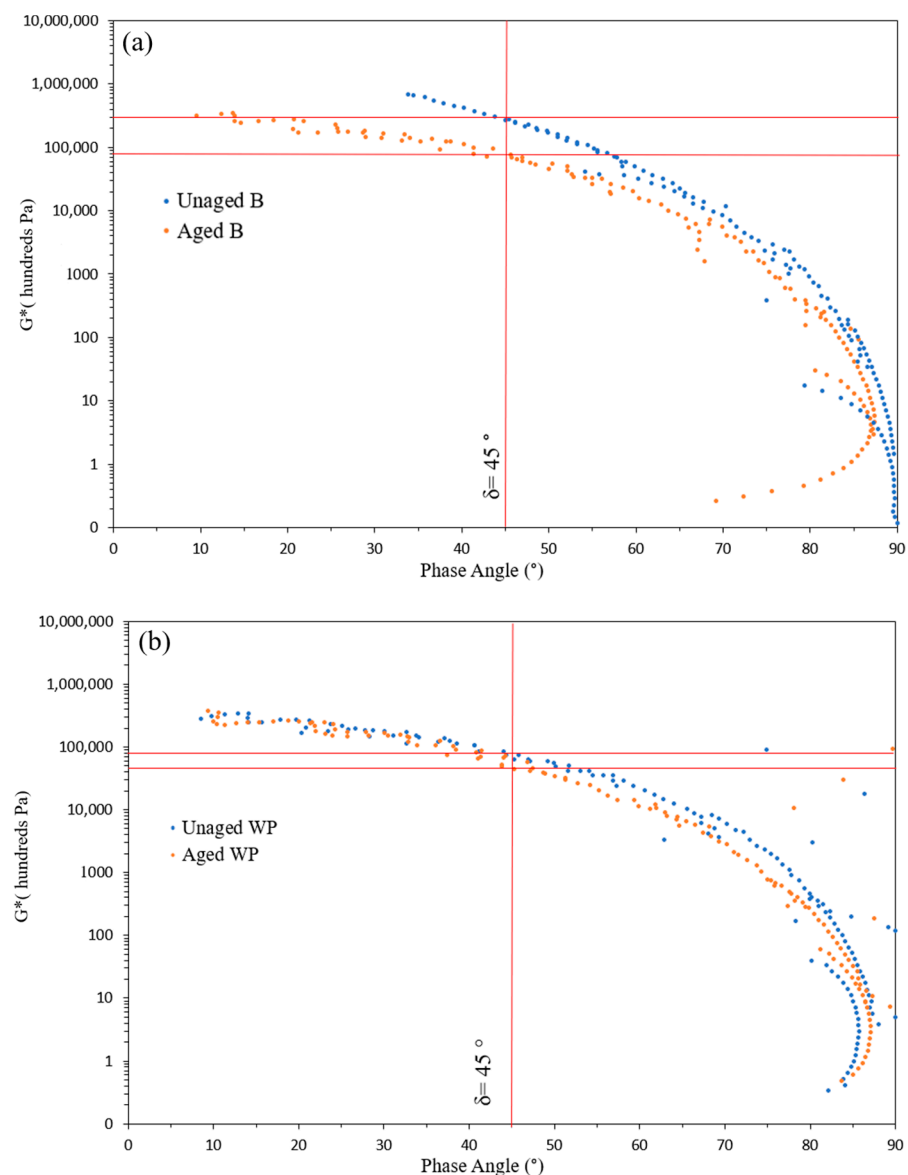 (a)
10,000,000
1,000,000
100,000
10,000
1000
100
10
1
0
G*( hundreds Pa)
Unaged B
Aged B
δ= 45 °
0 10 20 30 40 50 60 70 80 90
Phase Angle (°)
(b)
10,000,000
1,000,000
100,000
10,000
1000
100
10
1
0
G*( hundreds Pa)
Unaged WP
Aged WP
δ= 45 °
0 10 20 30 40 50 60 70 80 90
Phase Angle (°)